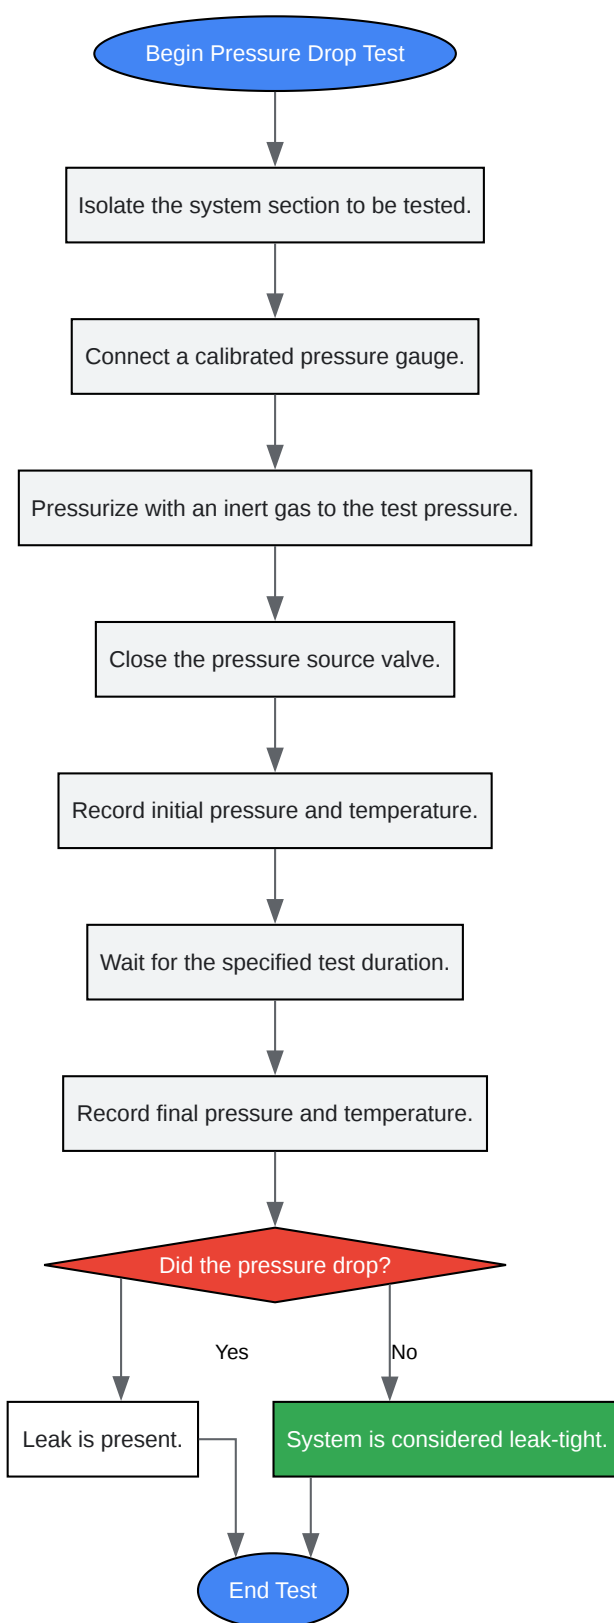 Begin Pressure Drop Test
Isolate the system section to be tested.
Connect a calibrated pressure gauge.
Pressurize with an inert gas to the test pressure.
Close the pressure source valve.
Record initial pressure and temperature.
Wait for the specified test duration.
Record final pressure and temperature.
Did the pressure drop?
Yes
No
Leak is present.
System is considered leak-tight.
End Test